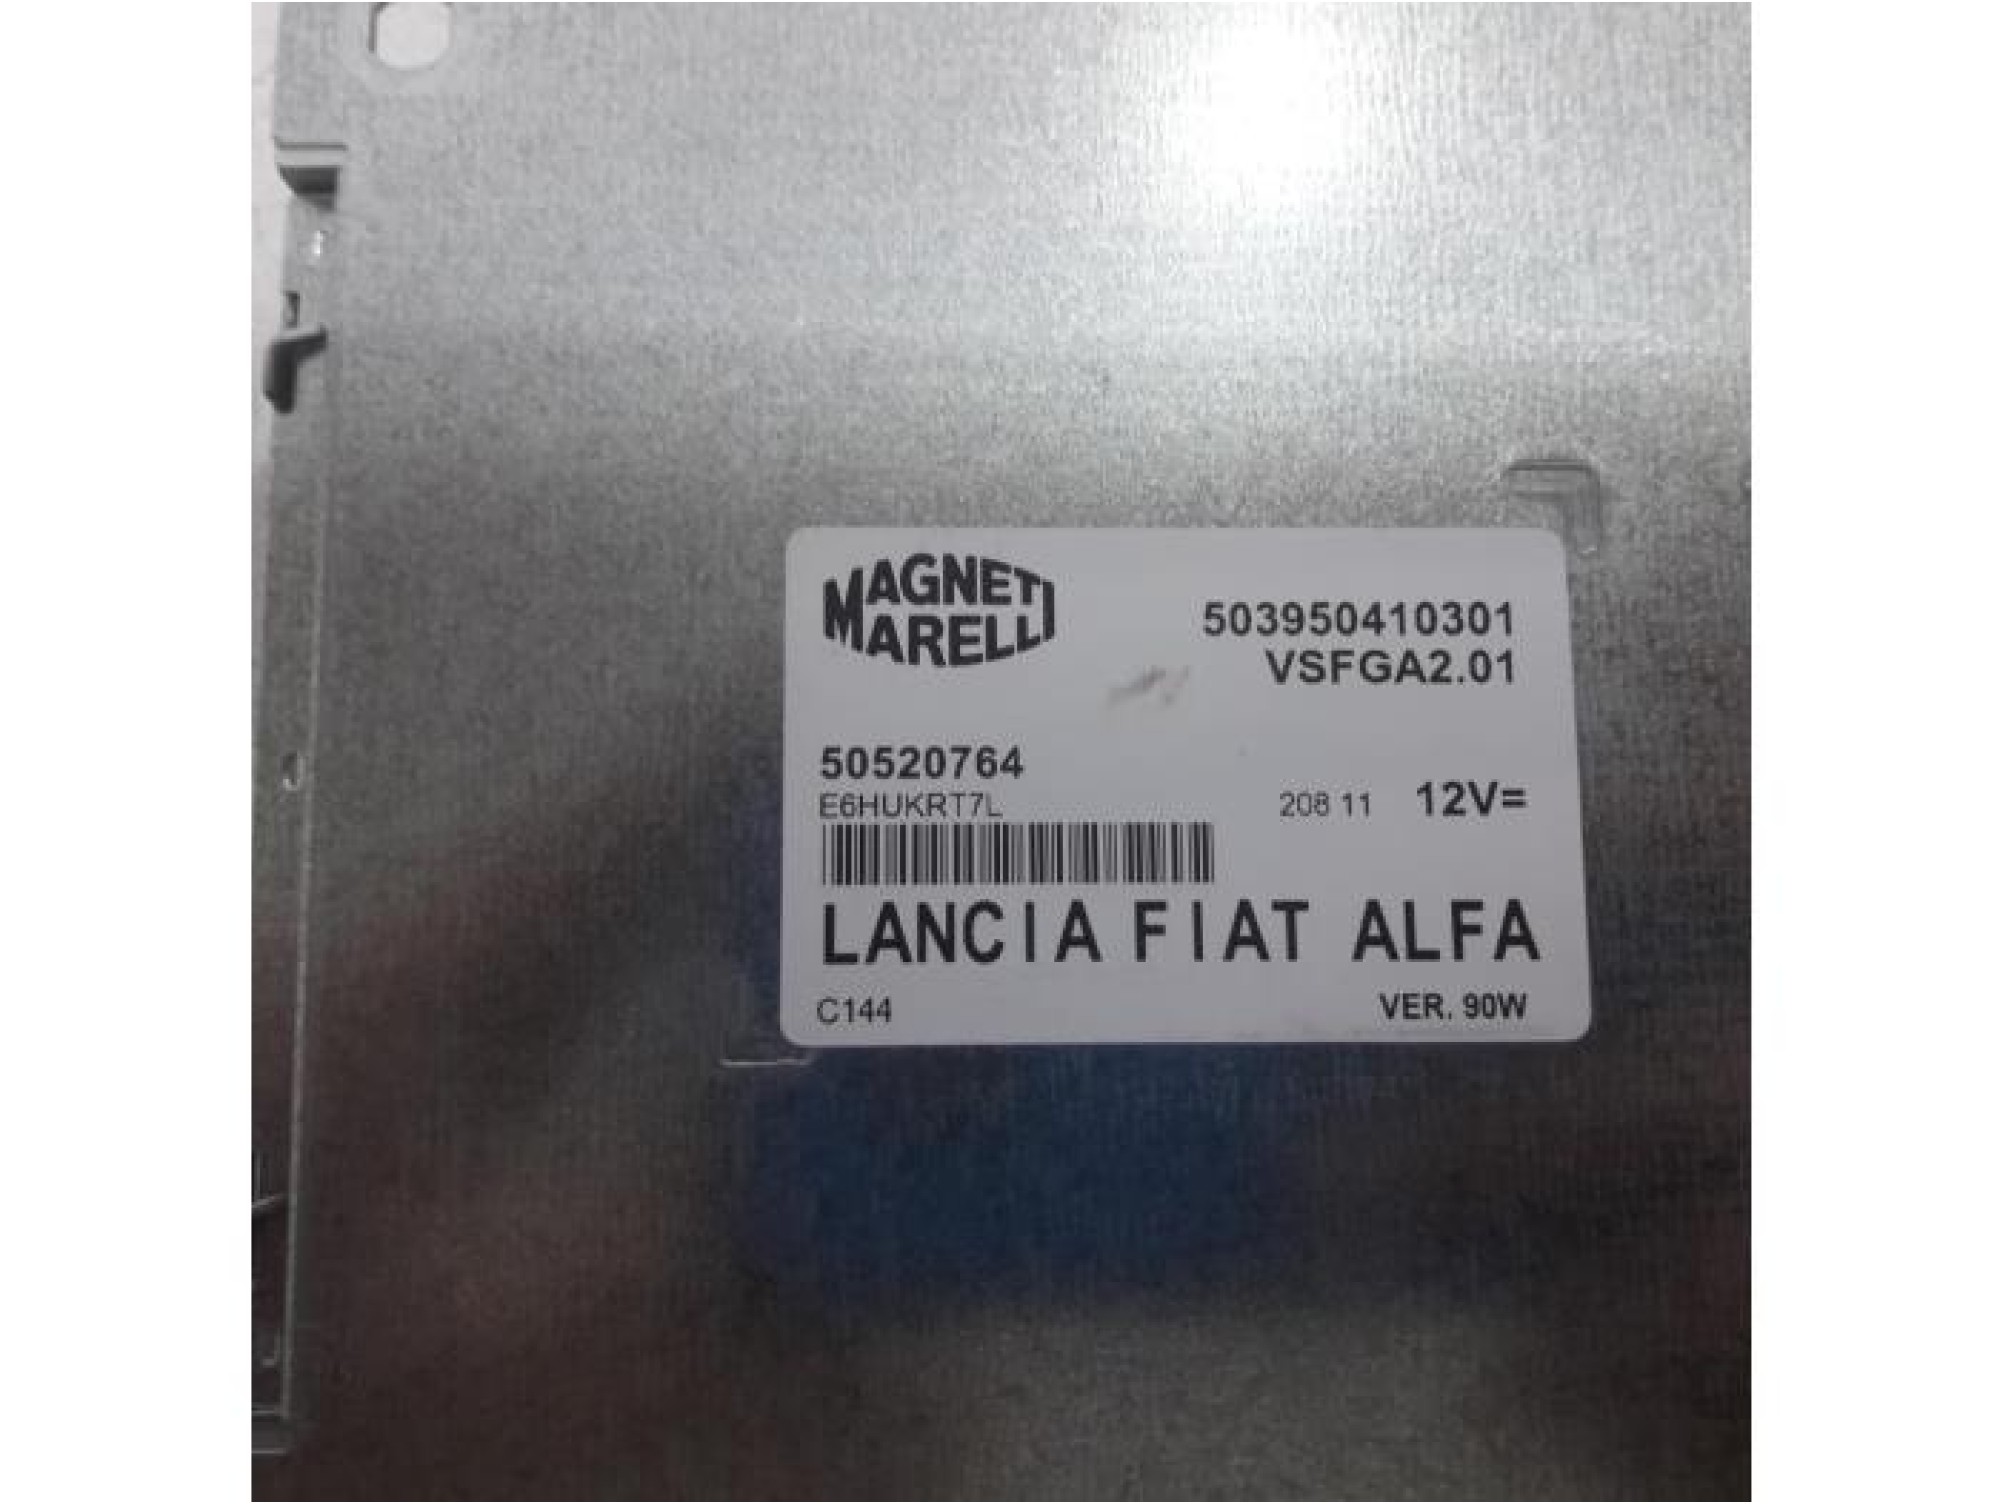 MAGNETI
MARELLI
503950410301
VSFGA2.01
50520764
E6HUKRT7L
208 11 12V=
LANCIA FIAT ALFA
C144 VER. 90W